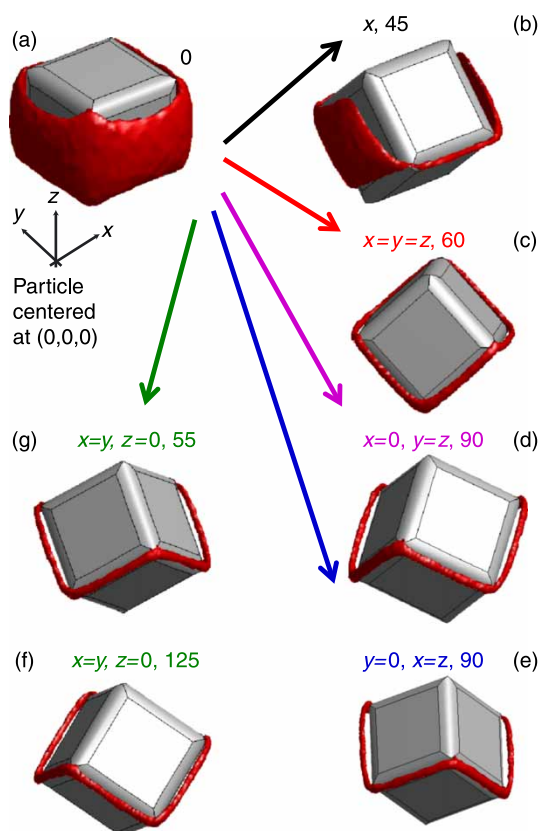 (a)
0
x, 45
(b)
z
y
x
Particle
centered
at (0,0,0)
x=y=z, 60
(c)
(g)
x=y, z=0, 55
x=0, y=z, 90
(d)
(f)
x=y, z=0, 125
y=0, x=z, 90
(e)